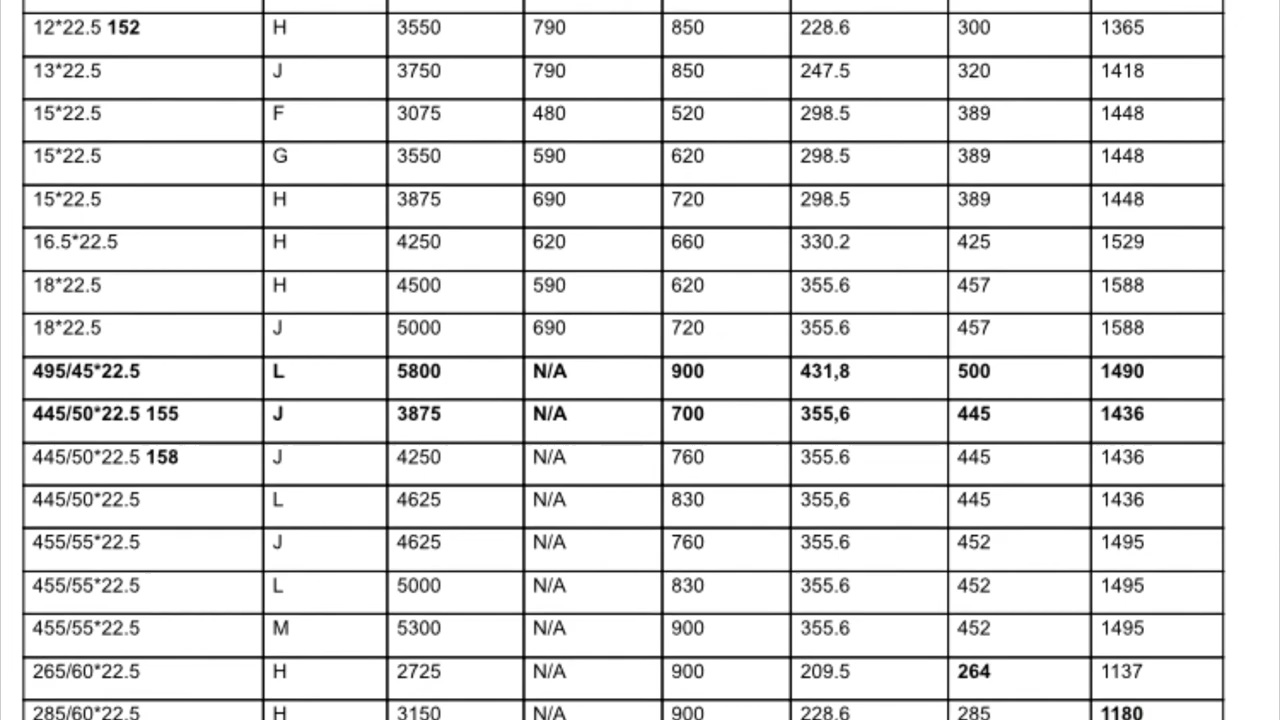 12*22.5 152 H 3550 790 850 228.6 300 1365
13*22.5 J 3750 790 850 247.5 320 1418
15*22.5 F 3075 480 520 298.5 389 1448
15*22.5 G 3550 590 620 298.5 389 1448
15*22.5 H 3875 690 720 298.5 389 1448
16.5*22.5 H 4250 620 660 330.2 425 1529
18*22.5 H 4500 590 620 355.6 457 1588
18*22.5 J 5000 690 720 355.6 457 1588
495/45*22.5 L 5800 N/A 900 431,8 500 1490
445/50*22.5 155 J 3875 N/A 700 355,6 445 1436
445/50*22.5 158 J 4250 N/A 760 355.6 445 1436
445/50*22.5 L 4625 N/A 830 355,6 445 1436
455/55*22.5 J 4625 N/A 760 355.6 452 1495
455/55*22.5 L 5000 N/A 830 355.6 452 1495
455/55*22.5 M 5300 N/A 900 355.6 452 1495
265/60*22.5 H 2725 N/A 900 209.5 264 1137
285/60*22.5 H 3150 N/A 900 228.6 285 1180